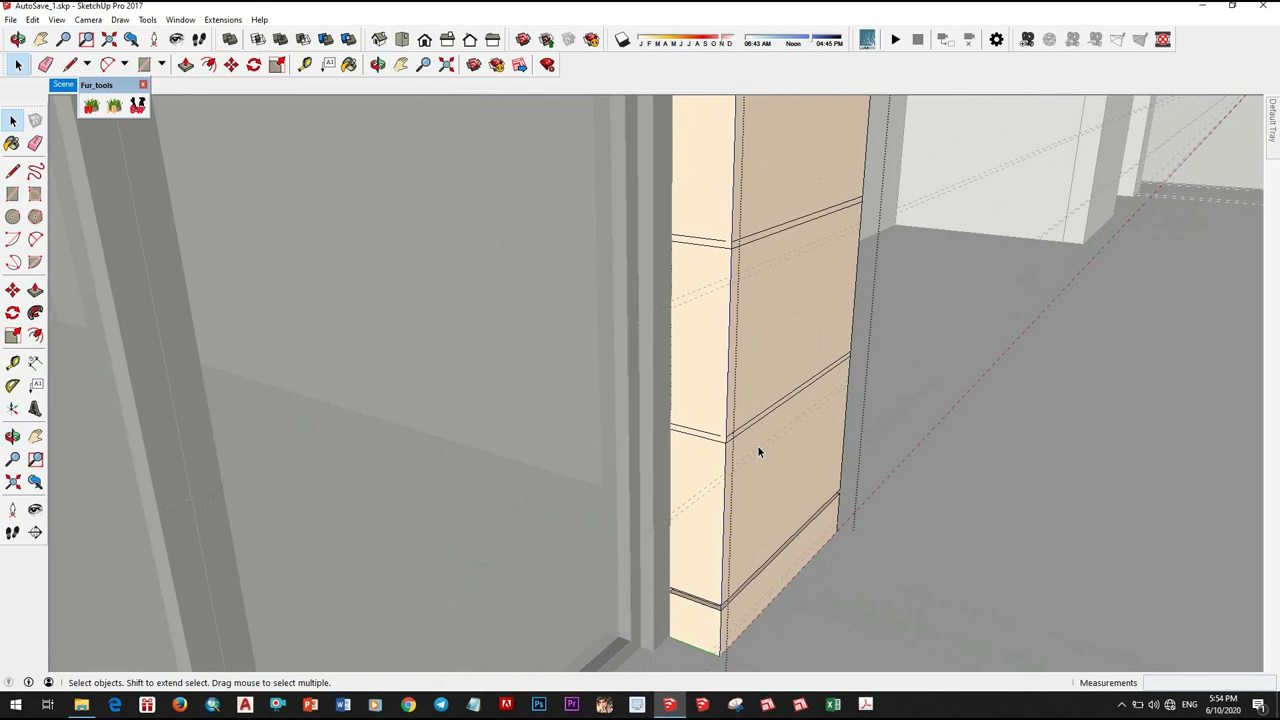 AutoSave_1.skp - SketchUp Pro 2017
File Edit View Camera Draw Tools Window Extensions Help
J F M A M J J A S O N D
06:43 AM Noon 04:45 PM
Scene
Fur_tools
Default Tray
Select objects. Shift to extend select. Drag mouse to select multiple.
Measurements
5:54 PM
6/10/2020